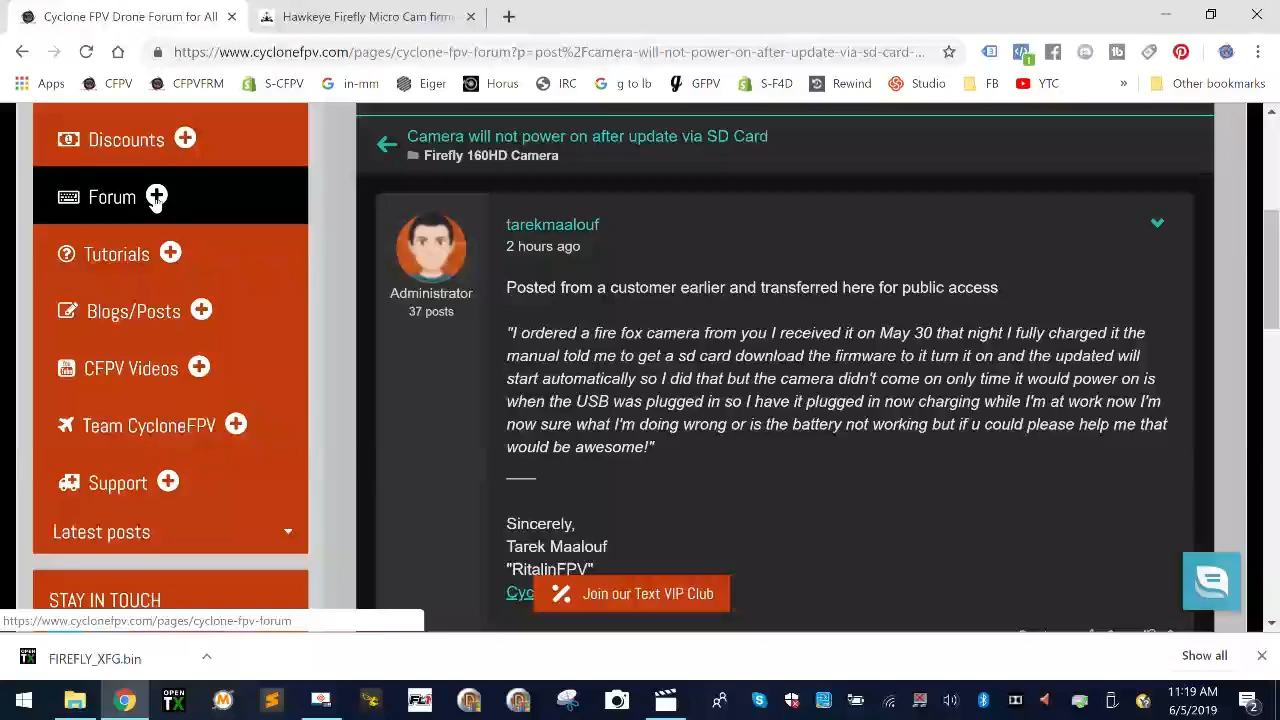 Cyclone FPV Drone Forum for All
Hawkeye Firefly Micro Cam firm
https://www.cyclonefpv.com/pages/cyclone-fpv-forum?p=post%2Fcamera-will-not-power-on-after-update-via-sd-card-...
1
Apps
CFPV
CFPVFRM
S-CFPV
in-mm
Eiger
Horus
IRC
g to lb
GFPV
S-F4D
Rewind
Studio
FB
YTC
»
Other bookmarks
Discounts
Forum
Tutorials
Blogs/Posts
CFPV Videos
Team CycloneFPV
Support
Latest posts
STAY IN TOUCH
Camera will not power on after update via SD Card
Firefly 160HD Camera
tarekmaalouf
2 hours ago
Administrator
37 posts
Posted from a customer earlier and transferred here for public access
"I ordered a fire fox camera from you I received it on May 30 that night I fully charged it the
manual told me to get a sd card download the firmware to it turn it on and the updated will
start automatically so I did that but the camera didn't come on only time it would power on is
when the USB was plugged in so I have it plugged in now charging while I'm at work now I'm
now sure what I'm doing wrong or is the battery not working but if u could please help me that
would be awesome!"
Sincerely,
Tarek Maalouf
"RitalinFPV"
Cyc
Join our Text VIP Club
https://www.cyclonefpv.com/pages/cyclone-fpv-forum
OPEN
TX
FIREFLY_XFG.bin
Show all
OPEN
TX
11:19 AM
6/5/2019
2